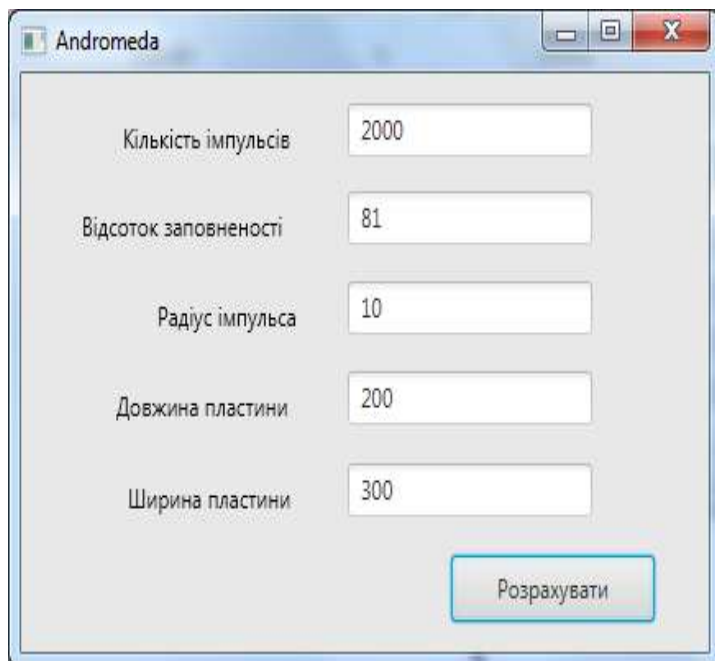 Andromeda
Кількість імпульсів 2000
Відсоток заповненості 81
Радіус імпульса 10
Довжина пластини 200
Ширина пластини 300
Розрахувати